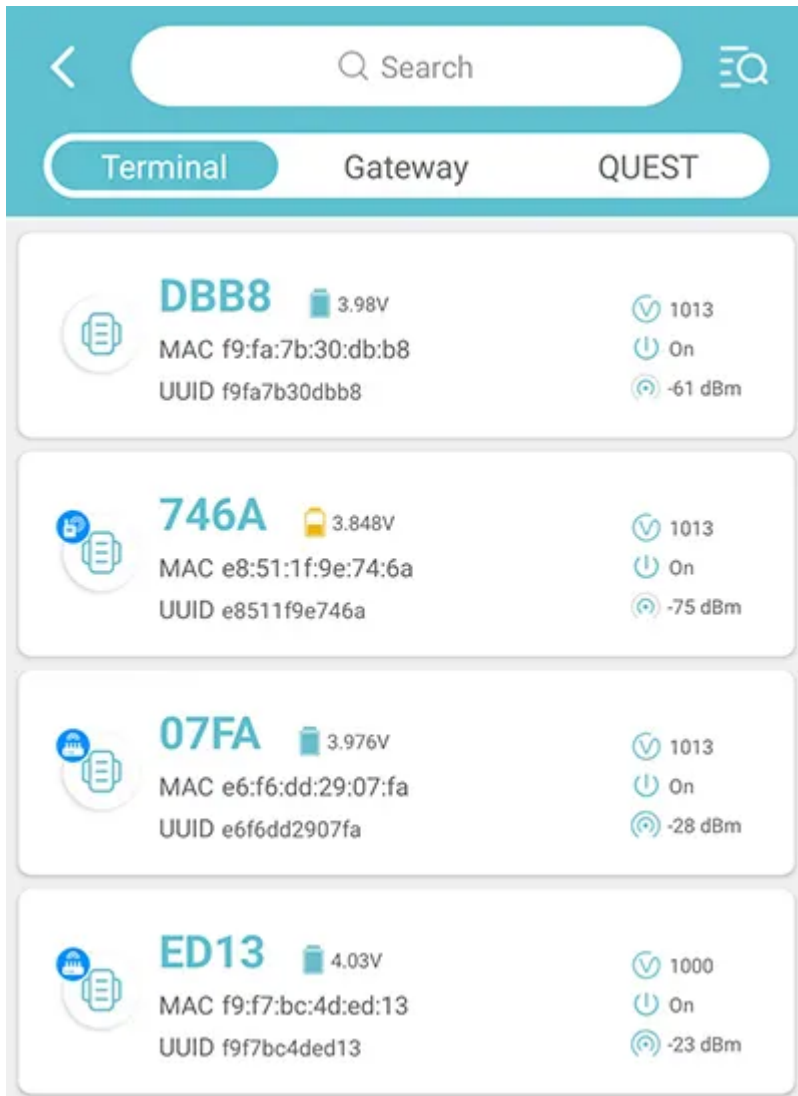 Search
Terminal Gateway QUEST
DBB8 3.98V 1013
MAC f9:fa:7b:30:db:b8 On
UUID f9fa7b30dbb8 -61 dBm
746A 3.848V 1013
MAC e8:51:1f:9e:74:6a On
UUID e8511f9e746a -75 dBm
07FA 3.976V 1013
MAC e6:f6:dd:29:07:fa On
UUID e6f6dd2907fa -28 dBm
ED13 4.03V 1000
MAC f9:f7:bc:4d:ed:13 On
UUID f9f7bc4ded13 -23 dBm